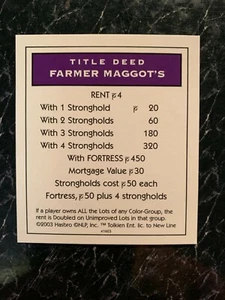 TITLE DEED
FARMER MAGGOT'S
RENT 4
With 1 Stronghold 20
With 2 Strongholds 60
With 3 Strongholds 180
With 4 Strongholds 320
With FORTRESS 450
Mortgage Value 30
Strongholds cost 50 each
Fortress, 50 plus 4 strongholds
If a player owns ALL the Lots of any Color-Group, the
rent is Doubled on Unimproved Lots in that group.
©2003 Hasbro ©NLP, Inc. ™ Tolkien Ent. lic. to New Line